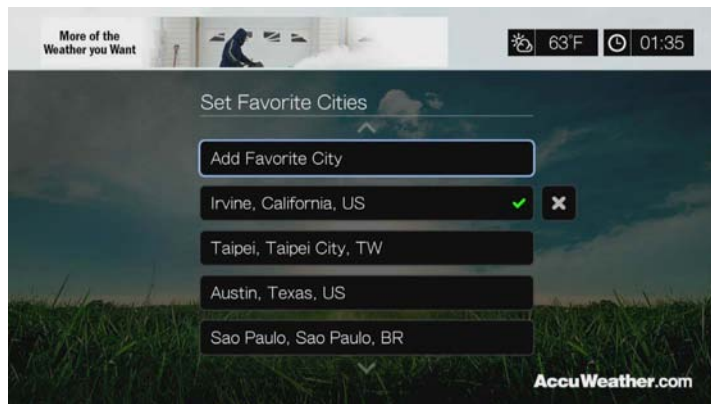 More of the
Weather you Want
63°F
01:35
Set Favorite Cities
Add Favorite City
Irvine, California, US
Taipei, Taipei City, TW
Austin, Texas, US
Sao Paulo, Sao Paulo, BR
AccuWeather.com